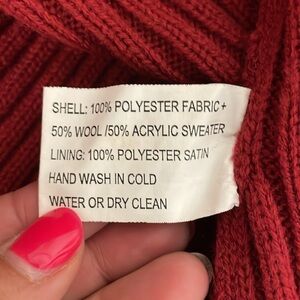 SHELL: 100% POLYESTER FABRIC +
50% WOOL /50% ACRYLIC SWEATER
LINING: 100% POLYESTER SATIN
HAND WASH IN COLD
WATER OR DRY CLEAN